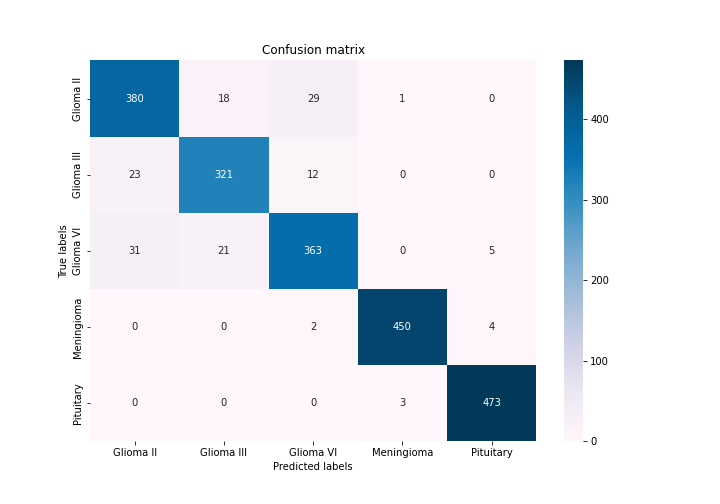 Confusion matrix
True labels
Glioma II 380 18 29 1 0
Glioma III 23 321 12 0 0
Glioma VI 31 21 363 0 5
Meningioma 0 0 2 450 4
Pituitary 0 0 0 3 473
Glioma II Glioma III Glioma VI Meningioma Pituitary
Predicted labels
400
300
200
100
0